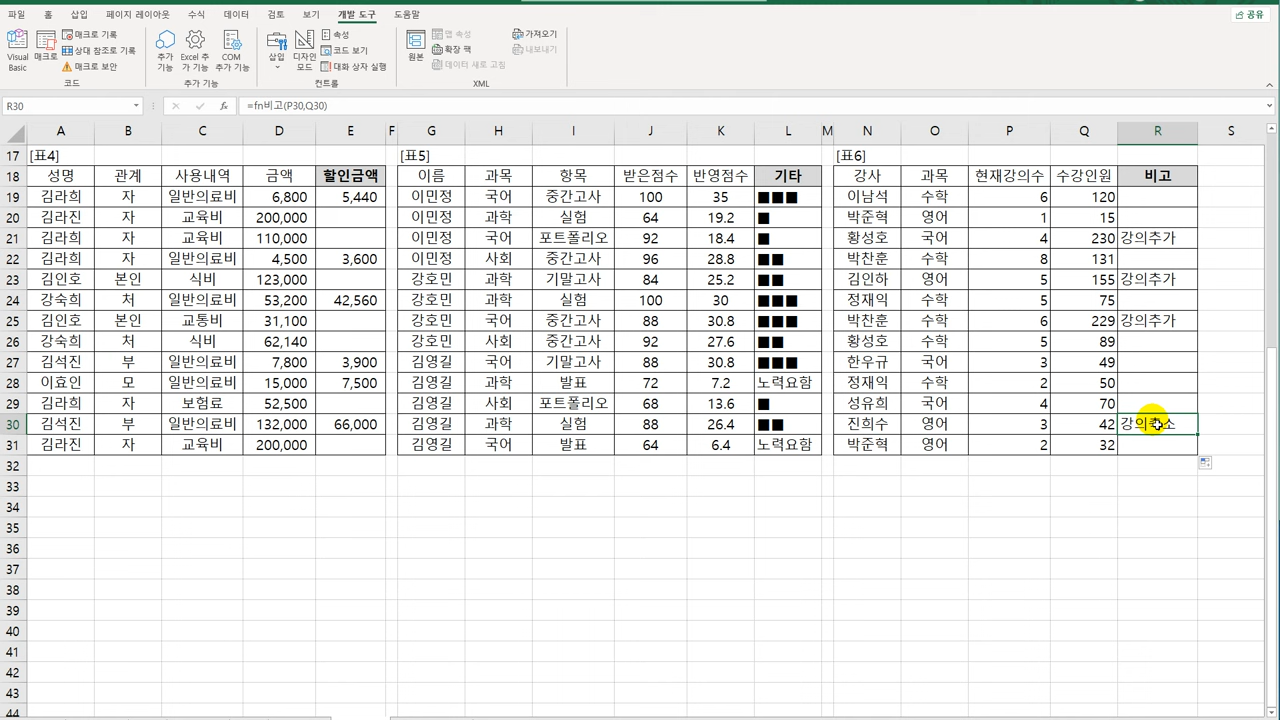 파일 홈 삽입 페이지 레이아웃 수식 데이터 검토 보기 개발 도구 도움말 공유
Visual Basic
매크로
매크로 기록
상대 참조로 기록
매크로 보안
코드
추가 기능
Excel 추가 기능
COM 추가 기능
추가 기능
삽입
디자인 모드
속성
코드 보기
대화 상자 실행
컨트롤
원본
맵 속성
확장 팩
데이터 새로 고침
가져오기
내보내기
XML
R30 fx =fn비고(P30,Q30)
A B C D E F G H I J K L M N O P Q R S
17 [표4] [표5] [표6]
18 성명 관계 사용내역 금액 할인금액 이름 과목 항목 받은점수 반영점수 기타 강사 과목 현재강의수 수강인원 비고
19 김라희 자 일반의료비 6,800 5,440 이민정 국어 중간고사 100 35 ■■■ 이남석 수학 6 120
20 김라진 자 교육비 200,000 이민정 과학 실험 64 19.2 ■ 박준혁 영어 1 15
21 김라희 자 교육비 110,000 이민정 국어 포트폴리오 92 18.4 ■ 황성호 국어 4 230 강의추가
22 김라희 자 일반의료비 4,500 3,600 이민정 사회 중간고사 96 28.8 ■■ 박찬훈 수학 8 131
23 김인호 본인 식비 123,000 강호민 과학 기말고사 84 25.2 ■■ 김인하 영어 5 155 강의추가
24 강숙희 처 일반의료비 53,200 42,560 강호민 과학 실험 100 30 ■■■ 정재익 수학 5 75
25 김인호 본인 교통비 31,100 강호민 국어 중간고사 88 30.8 ■■■ 박찬훈 수학 6 229 강의추가
26 강숙희 처 식비 62,140 강호민 사회 중간고사 92 27.6 ■■ 황성호 수학 5 89
27 김석진 부 일반의료비 7,800 3,900 김영길 국어 기말고사 88 30.8 ■■■ 한우규 국어 3 49
28 이효인 모 일반의료비 15,000 7,500 김영길 과학 발표 72 7.2 노력요함 정재익 수학 2 50
29 김라희 자 보험료 52,500 김영길 사회 포트폴리오 68 13.6 ■ 성유희 국어 4 70
30 김석진 부 일반의료비 132,000 66,000 김영길 과학 실험 88 26.4 ■■ 진희수 영어 3 42
31 김라진 자 교육비 200,000 김영길 국어 발표 64 6.4 노력요함 박준혁 영어 2 32
32
33
34
35
36
37
38
39
40
41
42
43
44